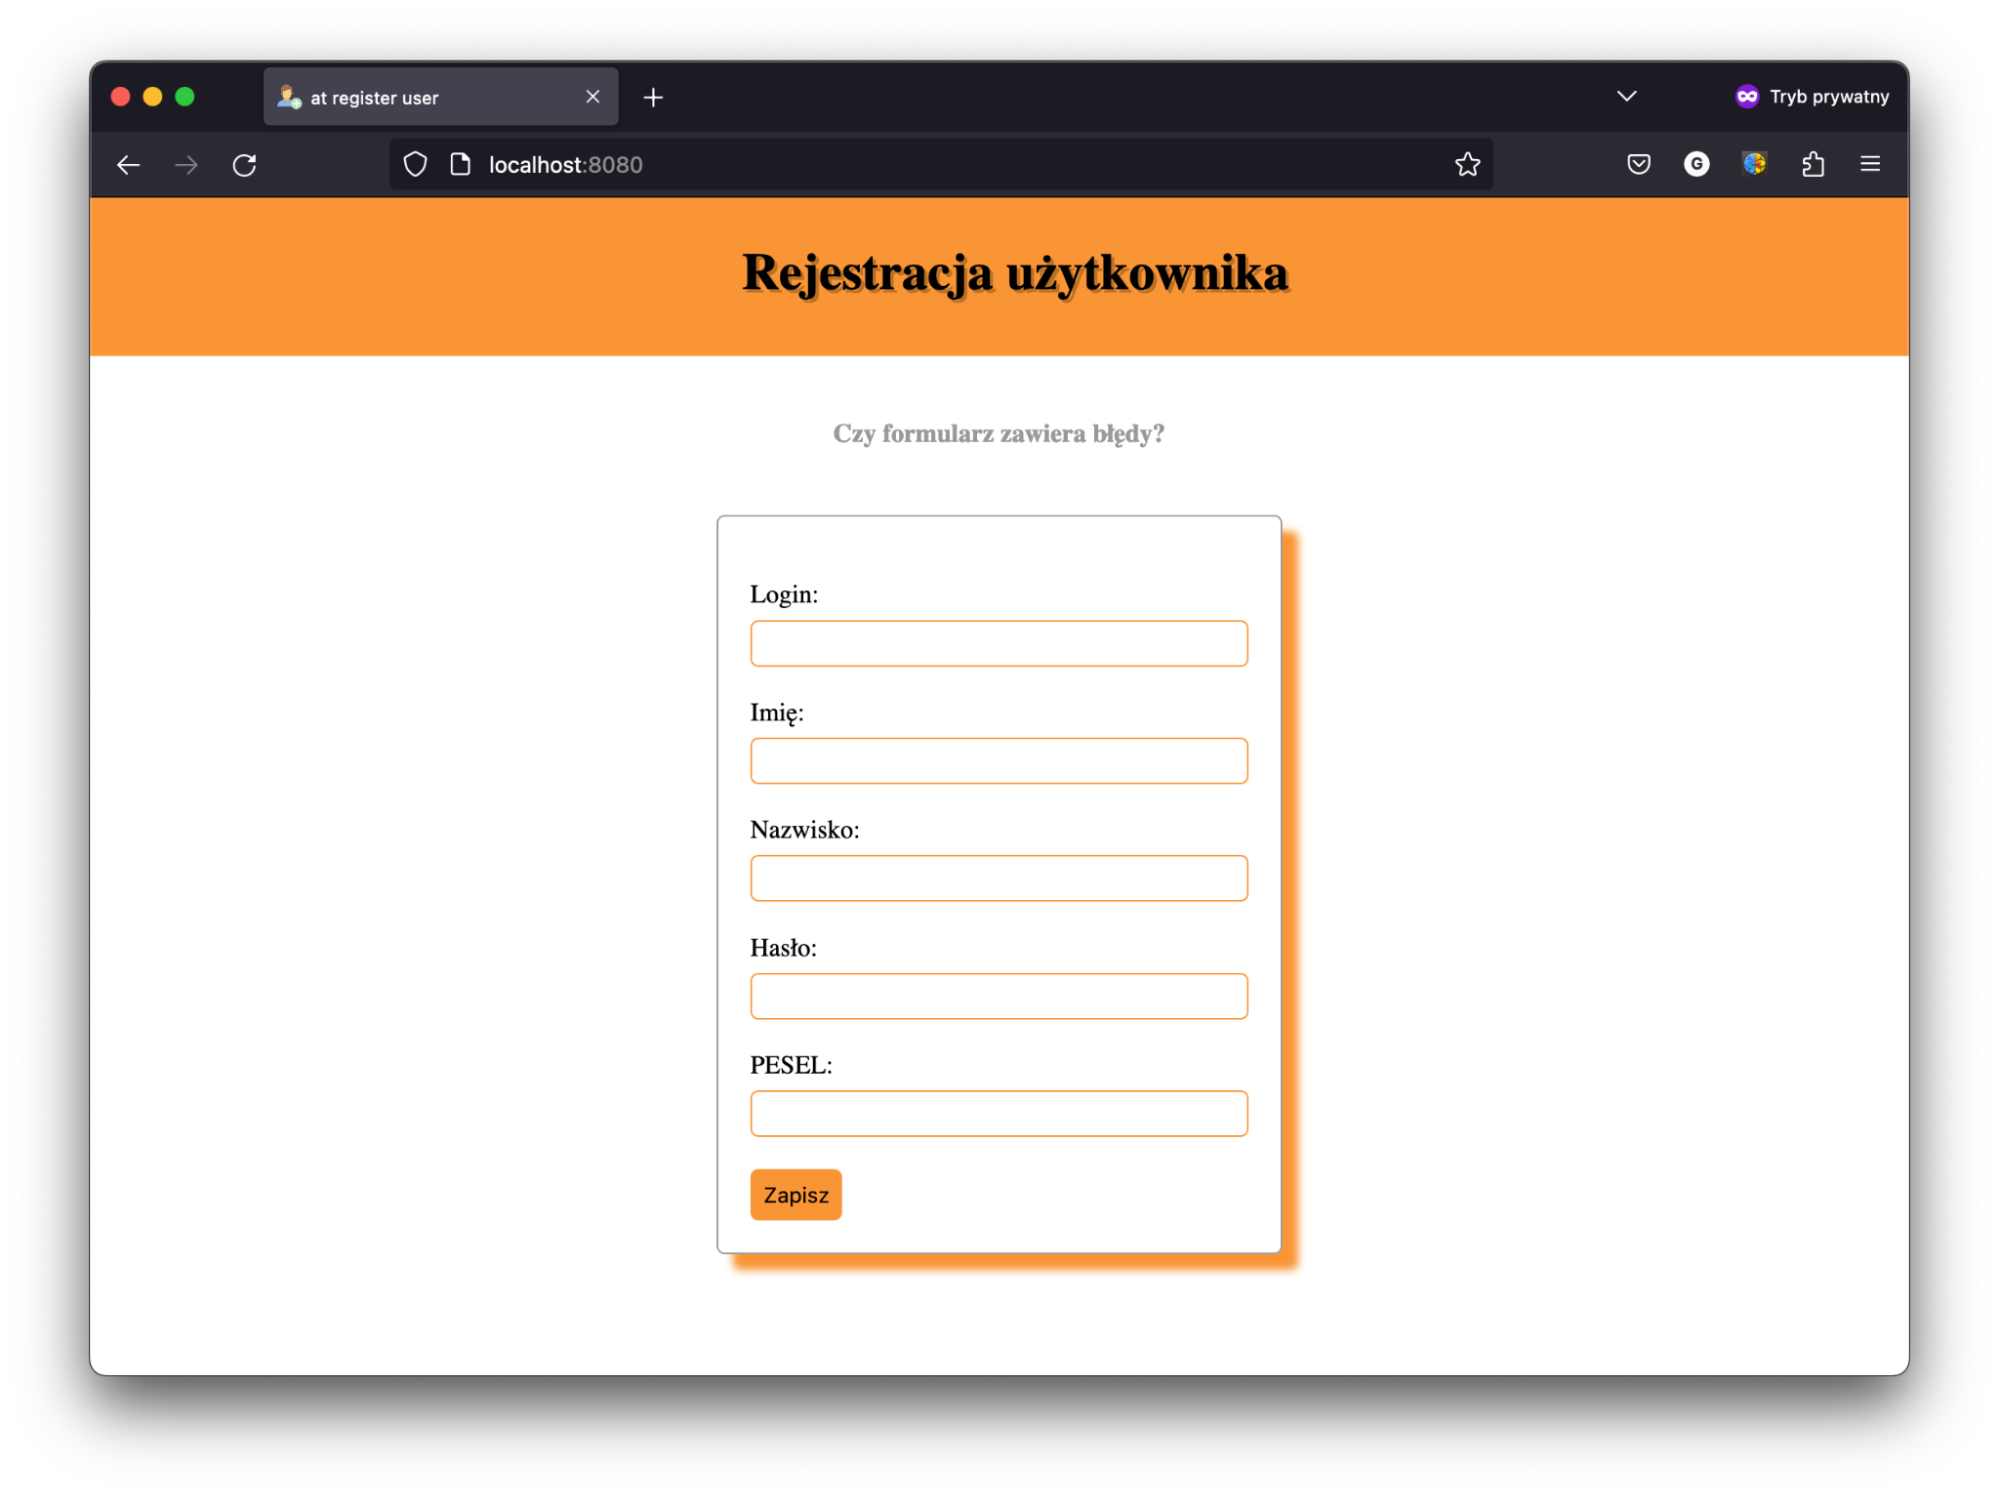 at register user
Tryb prywatny
localhost:8080
G
Rejestracja użytkownika
Czy formularz zawiera błędy?
Login:
Imię:
Nazwisko:
Hasło:
PESEL:
Zapisz